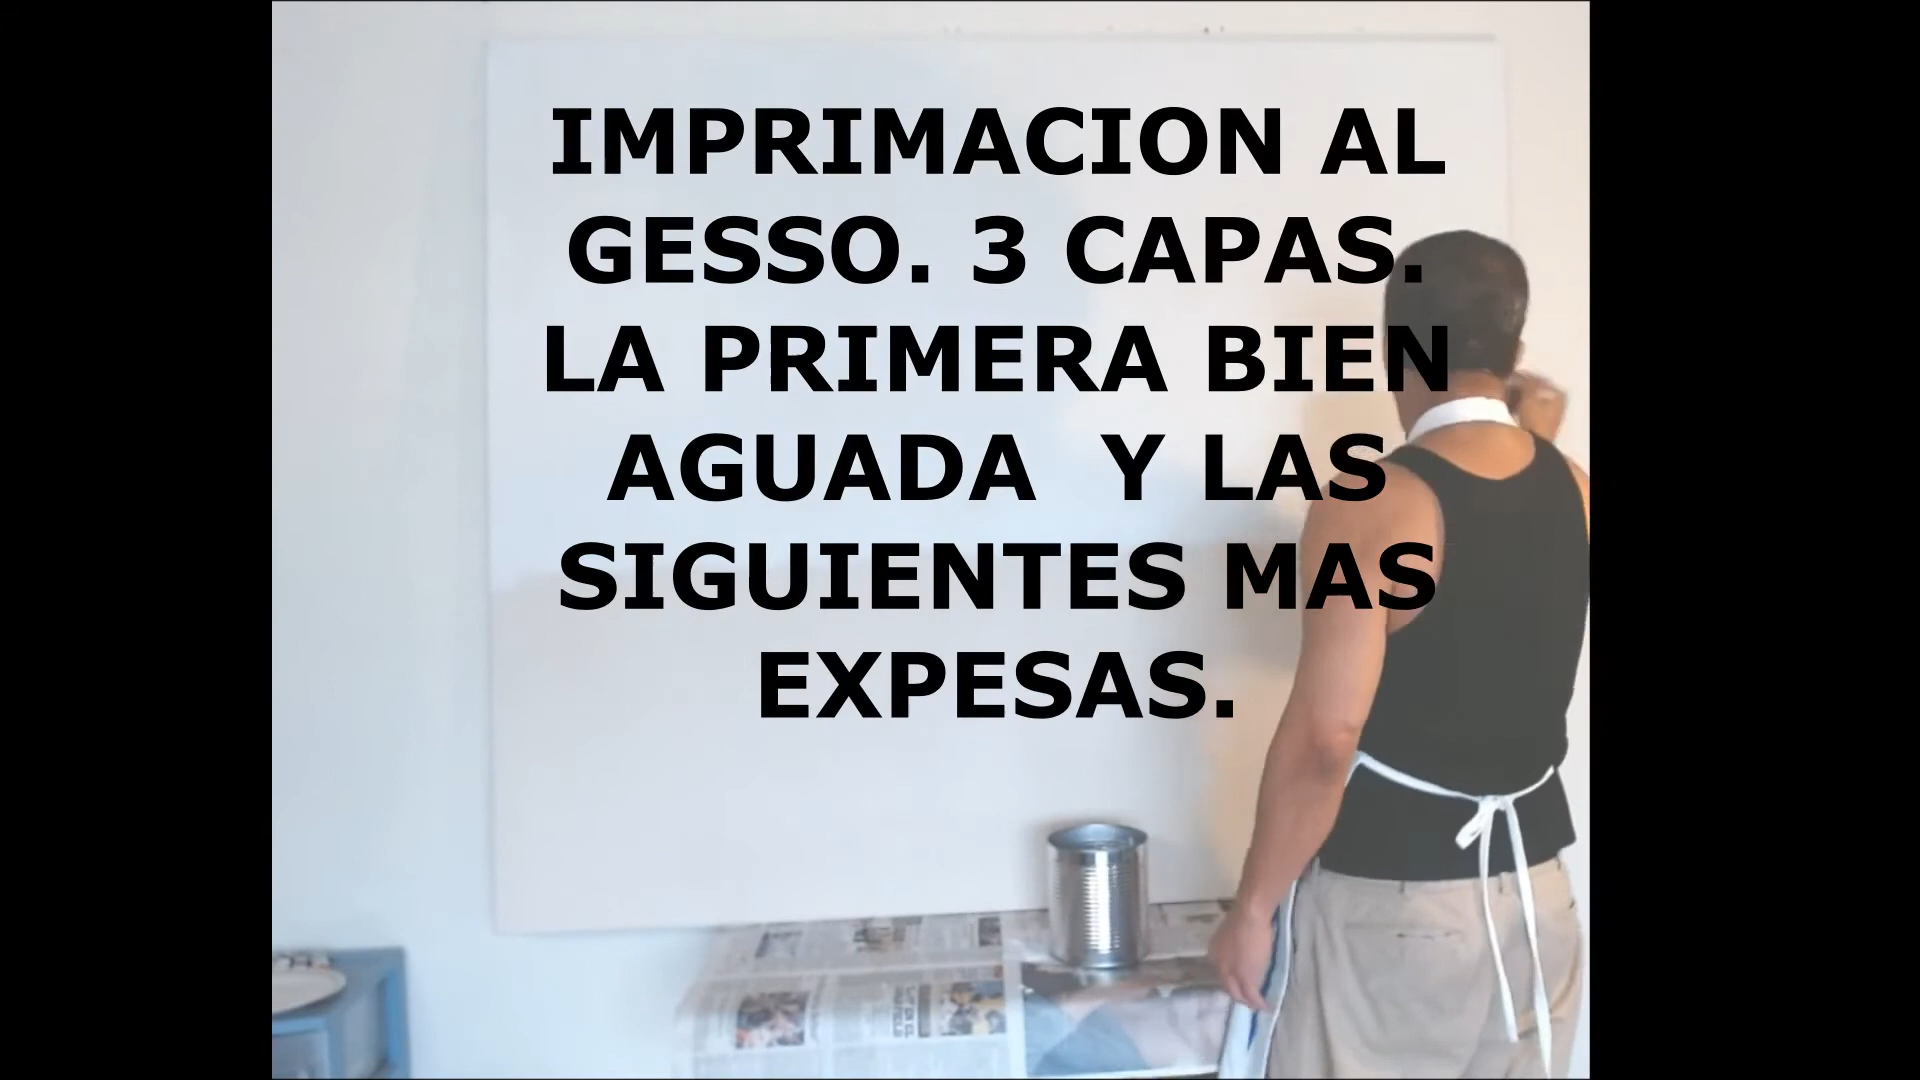 IMPRIMACION AL
GESSO. 3 CAPAS.
LA PRIMERA BIEN
AGUADA  Y LAS
SIGUIENTES MAS
EXPESAS.